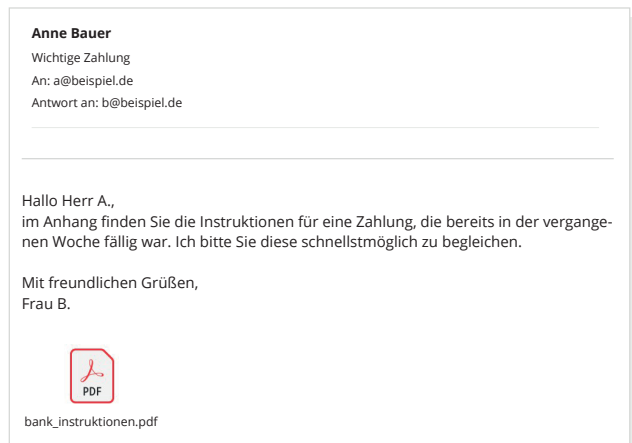 Anne Bauer
Wichtige Zahlung
An: a@beispiel.de
Antwort an: b@beispiel.de
Hallo Herr A.,
im Anhang finden Sie die Instruktionen für eine Zahlung, die bereits in der vergange-
nen Woche fällig war. Ich bitte Sie diese schnellstmöglich zu begleichen.
Mit freundlichen Grüßen,
Frau B.
PDF
bank_instruktionen.pdf